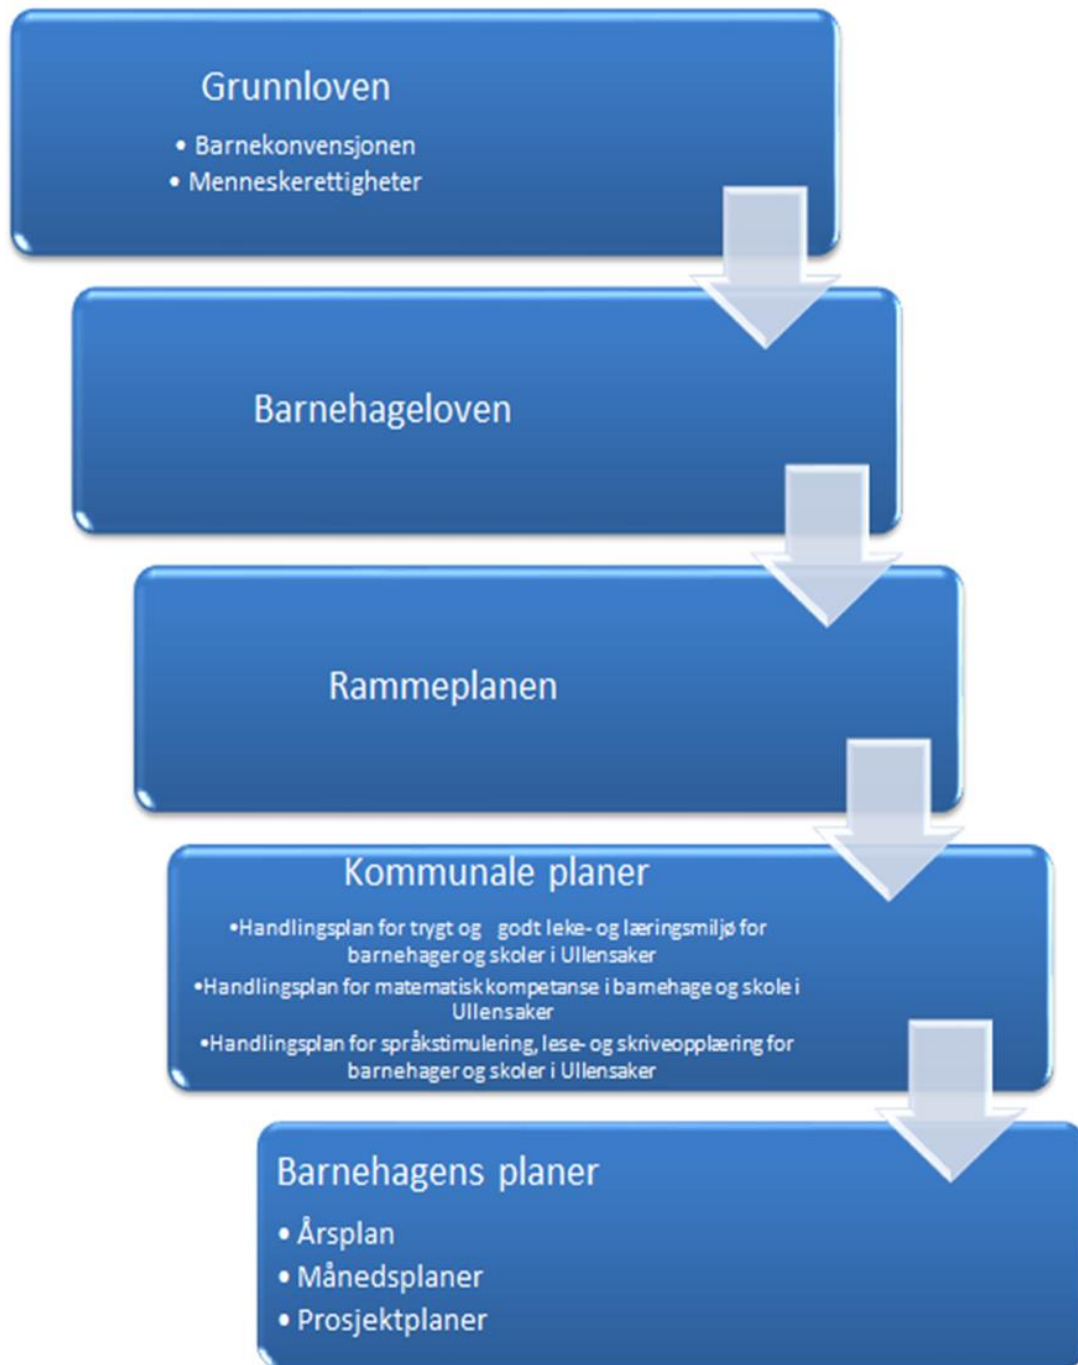 Grunnloven
• Barnekonvensjonen
• Menneskerettigheter
Barnehageloven
Rammeplanen
Kommunale planer
•Handlingsplan for trygt og godt leke- og læringsmiljø for
barnehager og skoler i Ullensaker
•Handlingsplan for matematisk kompetanse i barnehage og skole i
Ullensaker
•Handlingsplan for språkstimulering, lese- og skriveopplæring for
barnehager og skoler i Ullensaker
Barnehagens planer
• Årsplan
• Månedsplaner
• Prosjektplaner